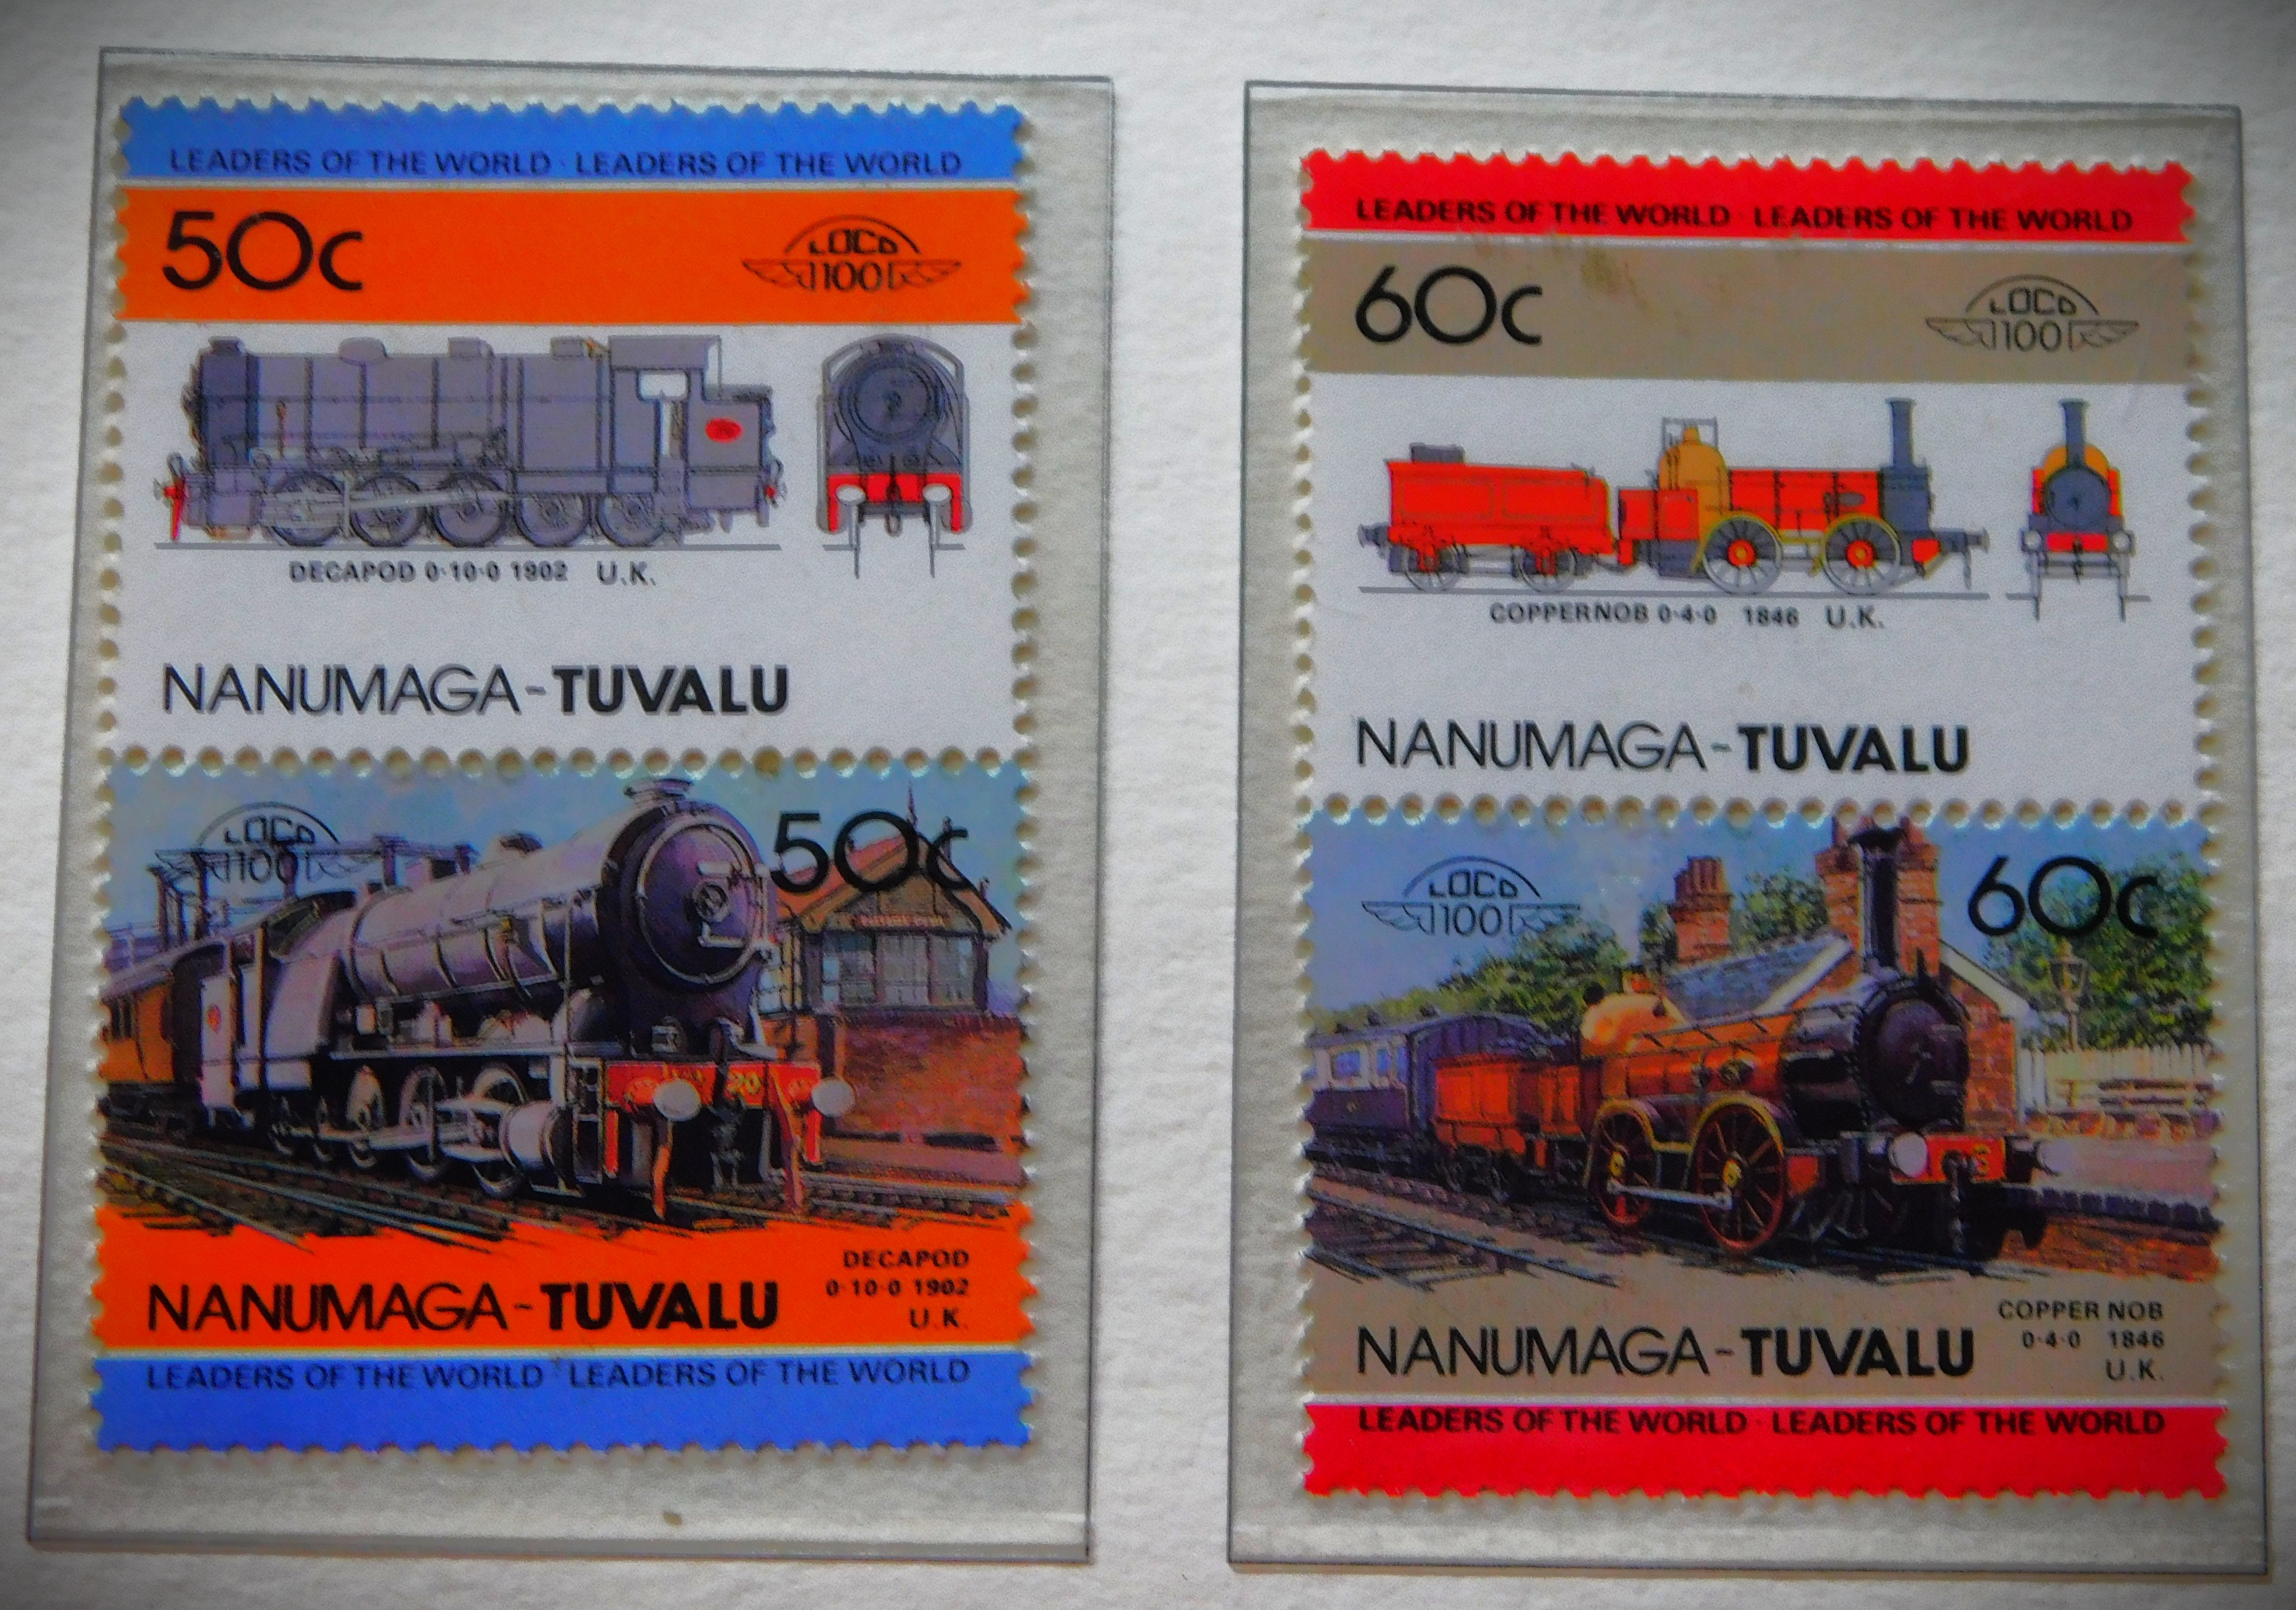 LEADERS OF THE WORLD · LEADERS OF THE WORLD
50c
LOCO
100
DECAPOD 0·10·0 1902 U.K.
NANUMAGA-TUVALU
LOCO
100
50c
DECAPOD
0·10·0 1902
U.K.
NANUMAGA-TUVALU
LEADERS OF THE WORLD · LEADERS OF THE WORLD
LEADERS OF THE WORLD · LEADERS OF THE WORLD
60c
LOCO
100
COPPERNOB 0·4·0 1846 U.K.
NANUMAGA-TUVALU
LOCO
100
60c
COPPER NOB
0·4·0 1846
U.K.
NANUMAGA-TUVALU
LEADERS OF THE WORLD · LEADERS OF THE WORLD